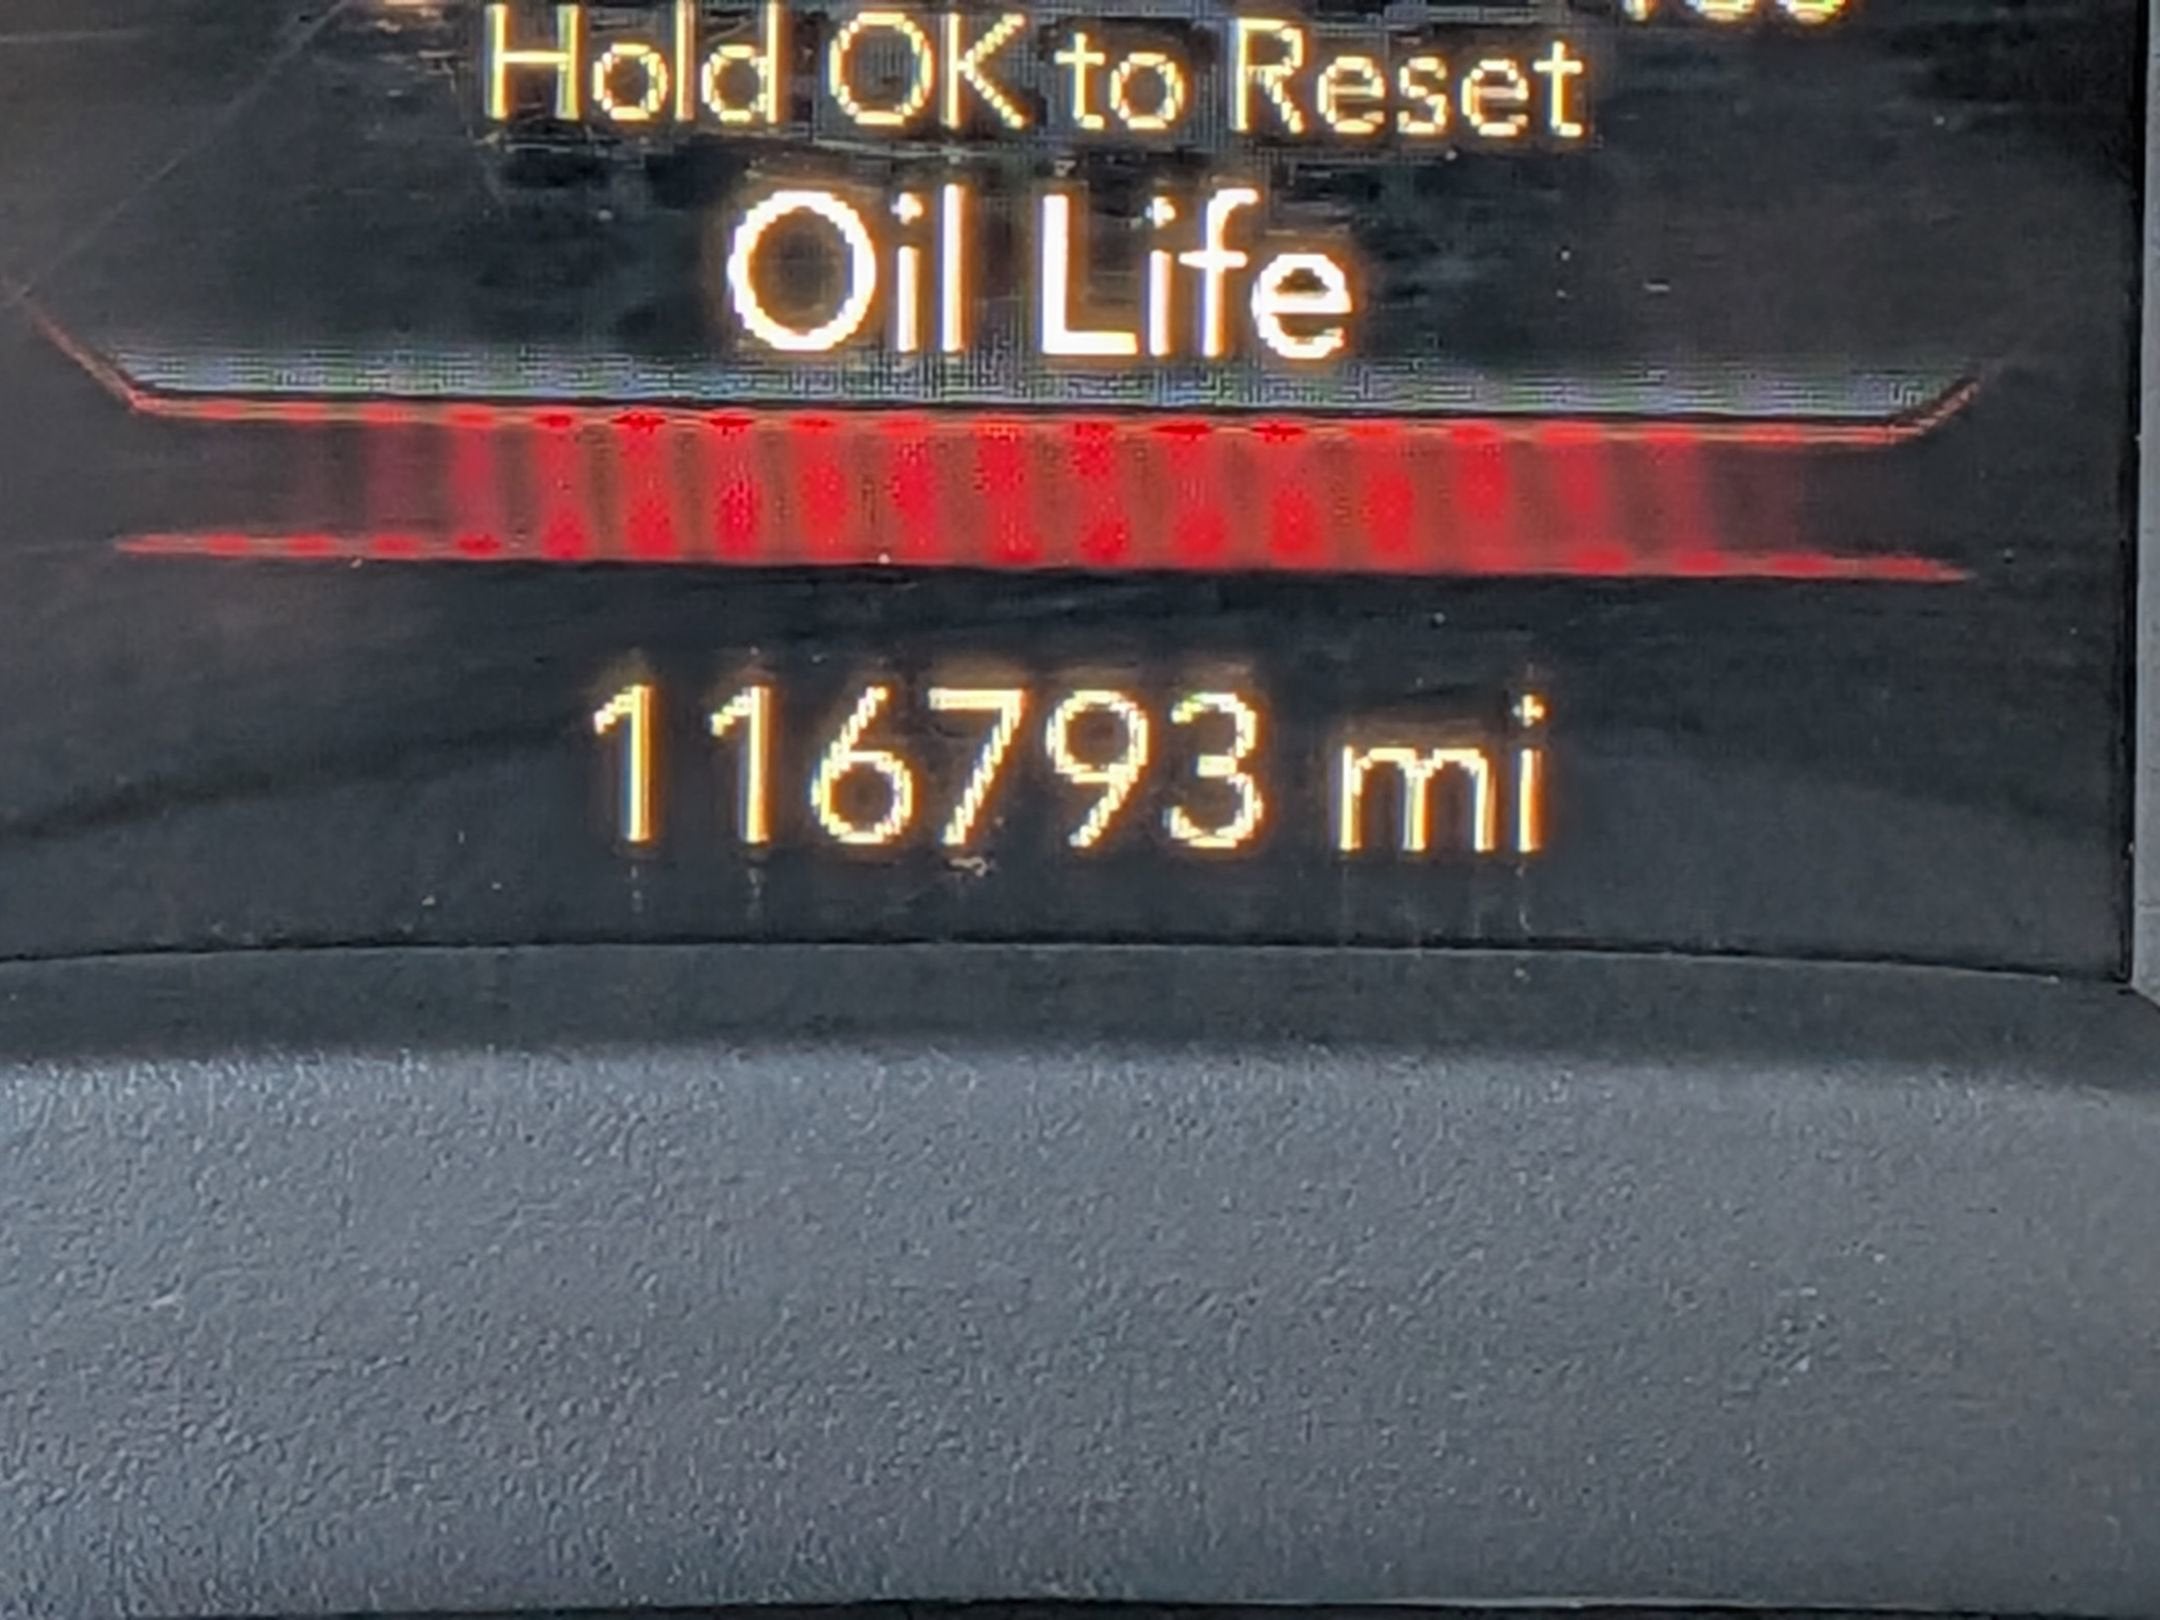 Hold OK to Reset
Oil Life
116793 mi